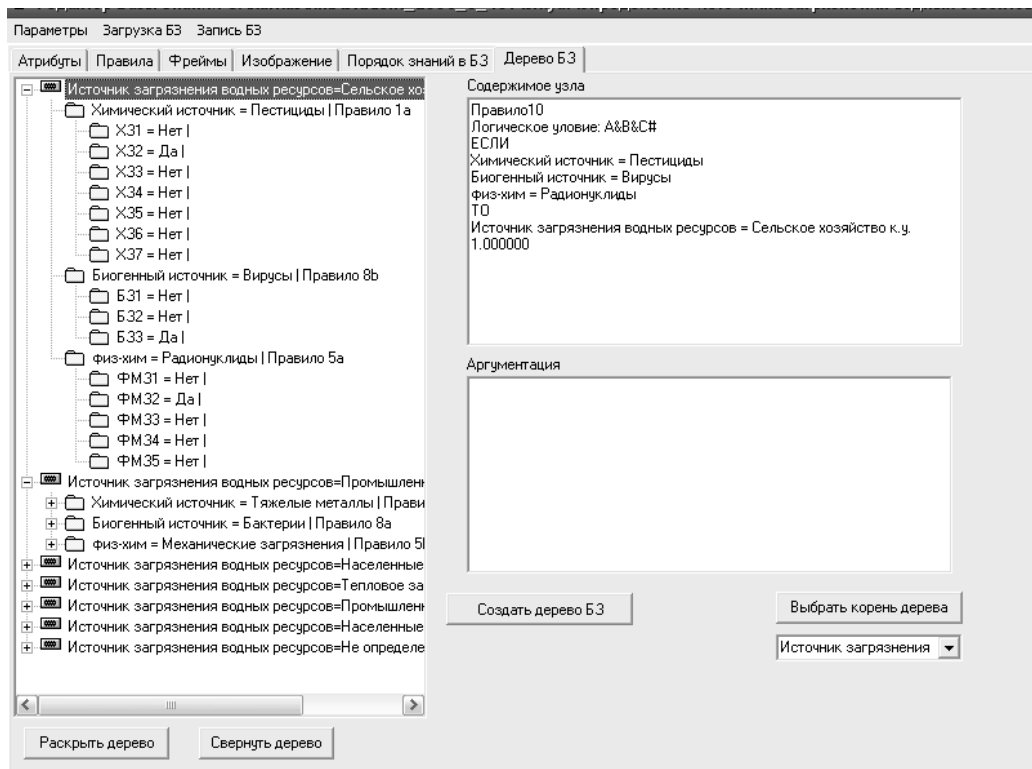 Параметры Загрузка БЗ Запись БЗ
Атрибуты Правила Фреймы Изображение Порядок знаний в БЗ Дерево БЗ
Источник загрязнения водных ресурсов=Сельское хоз
Химический источник = Пестициды | Правило 1a
ХЗ1 = Нет |
ХЗ2 = Да |
ХЗ3 = Нет |
ХЗ4 = Нет |
ХЗ5 = Нет |
ХЗ6 = Нет |
ХЗ7 = Нет |
Биогенный источник = Вирусы | Правило 8b
БЗ1 = Нет |
БЗ2 = Нет |
БЗ3 = Да |
физ-хим = Радионуклиды | Правило 5a
ФМЗ1 = Нет |
ФМЗ2 = Да |
ФМЗ3 = Нет |
ФМЗ4 = Нет |
ФМЗ5 = Нет |
Источник загрязнения водных ресурсов=Промышленн
Химический источник = Тяжелые металлы | Прави
Биогенный источник = Бактерии | Правило 8a
физ-хим = Механические загрязнения | Правило 5
Источник загрязнения водных ресурсов=Населенные
Источник загрязнения водных ресурсов=Тепловое за
Источник загрязнения водных ресурсов=Промышленн
Источник загрязнения водных ресурсов=Населенные
Источник загрязнения водных ресурсов=Не определе
Раскрыть дерево Свернуть дерево
Содержимое узла
Правило10
Логическое уловие: A&B&C#
ЕСЛИ
Химический источник = Пестициды
Биогенный источник = Вирусы
физ-хим = Радионуклиды
ТО
Источник загрязнения водных ресурсов = Сельское хозяйство к.у.
1.000000
Аргументация
Создать дерево БЗ Выбрать корень дерева
Источник загрязнения